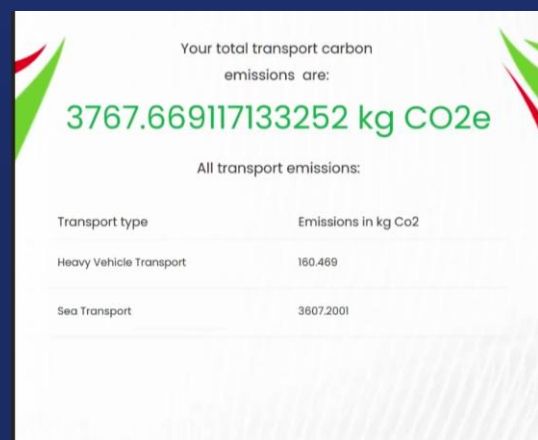 Your total transport carbon
emissions are:
3767.669117133252 kg CO2e
All transport emissions:
Transport type Emissions in kg Co2
Heavy Vehicle Transport 160.469
Sea Transport 3607.2001